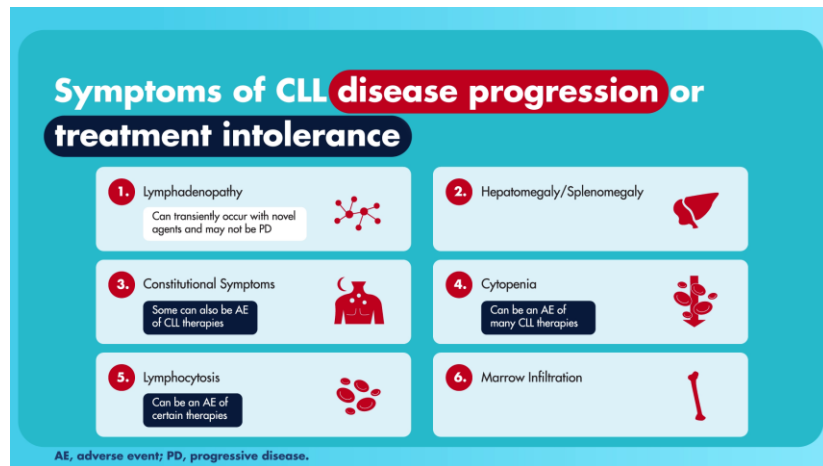 Symptoms of CLL disease progression or
treatment intolerance
1. Lymphadenopathy
Can transiently occur with novel
agents and may not be PD
2. Hepatomegaly/Splenomegaly
3. Constitutional Symptoms
Some can also be AE
of CLL therapies
4. Cytopenia
Can be an AE of
many CLL therapies
5. Lymphocytosis
Can be an AE of
certain therapies
6. Marrow Infiltration
AE, adverse event; PD, progressive disease.